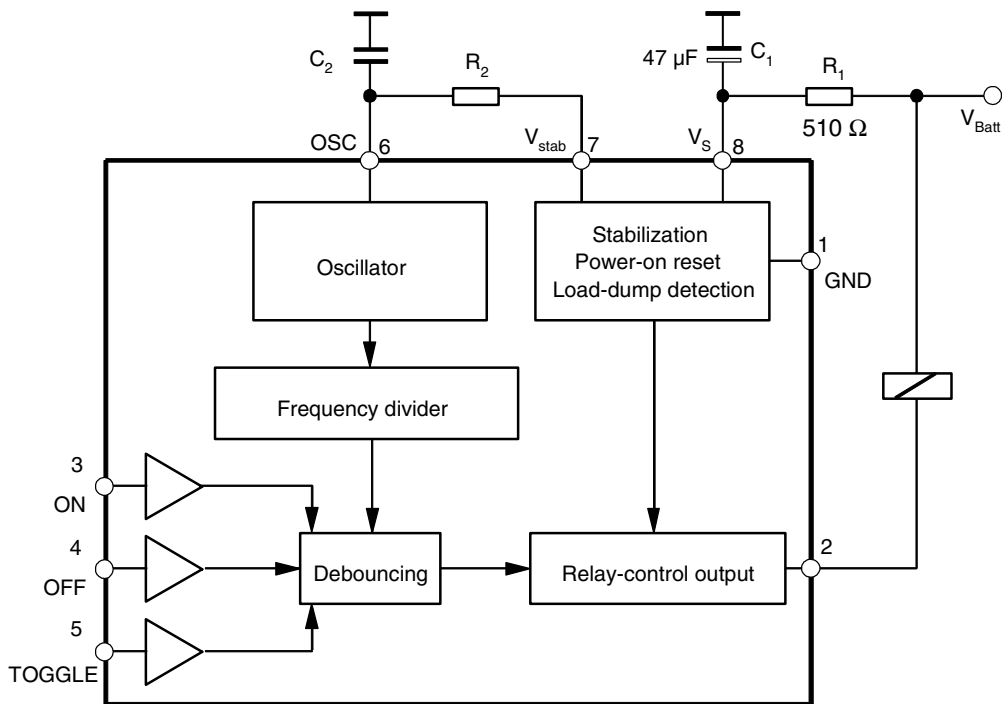 C2
R2
47 µF
C1
R1
510 Ω
VBatt
OSC
6
Vstab
7
VS
8
Oscillator
Stabilization
Power-on reset
Load-dump detection
1
GND
Frequency divider
3
ON
4
OFF
5
TOGGLE
Debouncing
Relay-control output
2